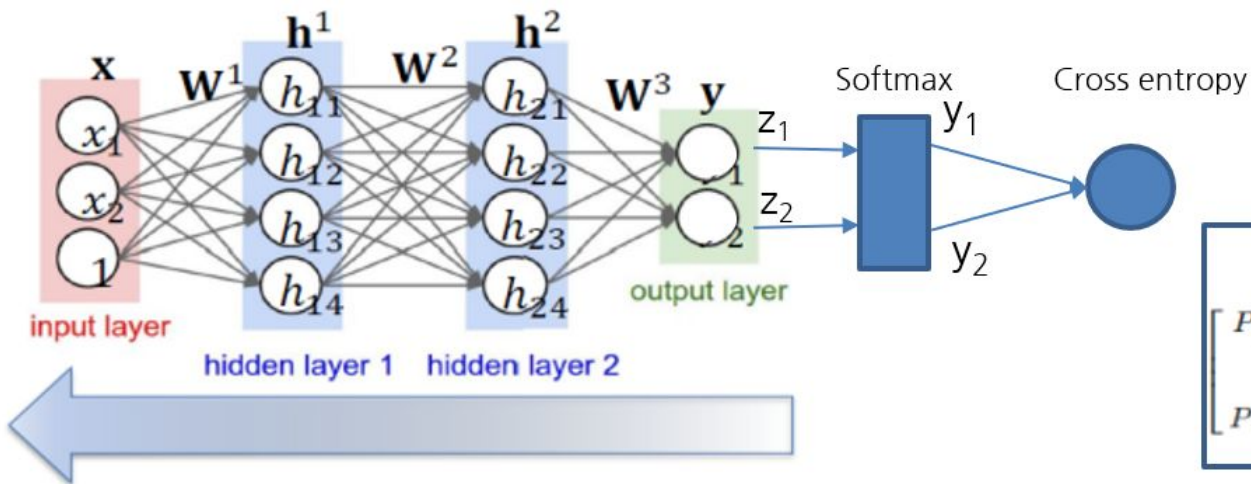 x
W¹
h¹
W²
h²
W³
y
Softmax
Cross entropy
x₁
x₂
1
h₁₁
h₁₂
h₁₃
h₁₄
h₂₁
h₂₂
h₂₃
h₂₄
z₁
z₂
y₁
y₂
input layer
hidden layer 1
hidden layer 2
output layer
P
P